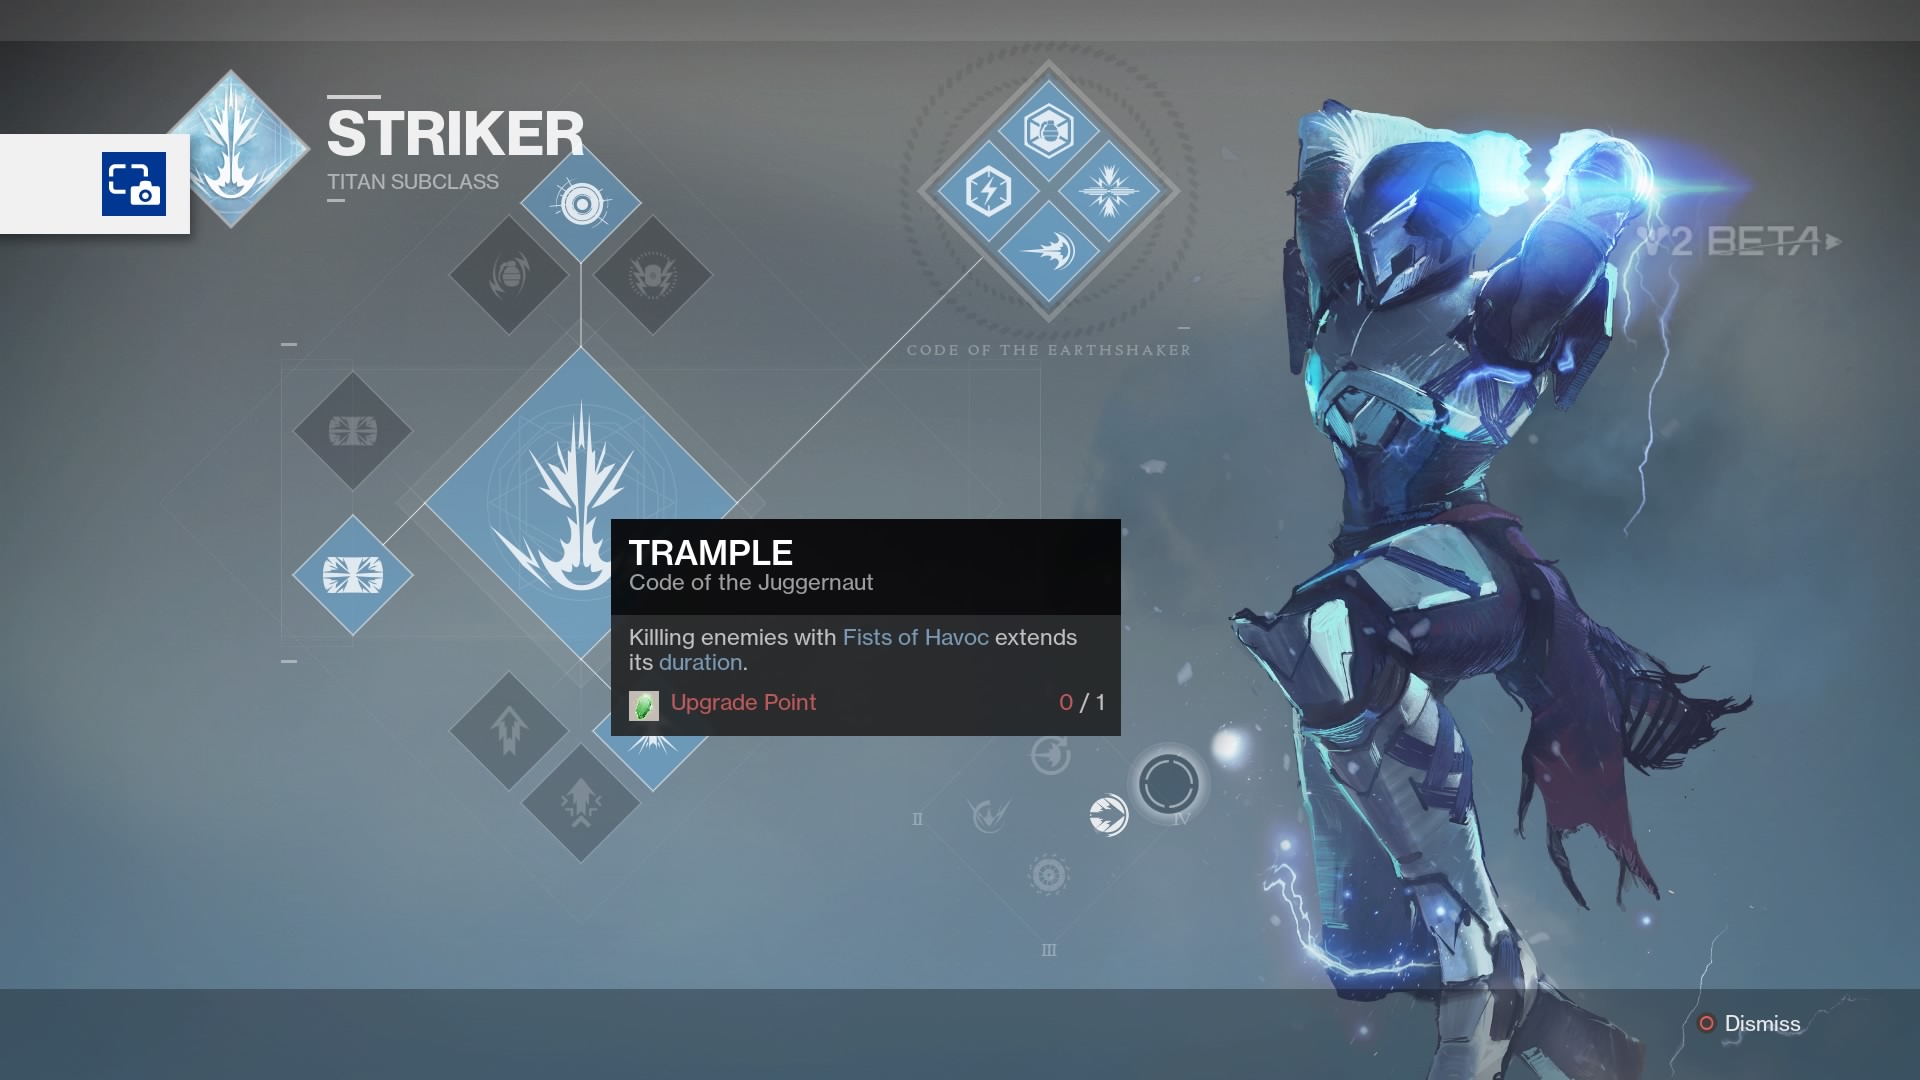 STRIKER
TITAN SUBCLASS
BETA
CODE OF THE EARTHSHAKER
TRAMPLE
Code of the Juggernaut
Killling enemies with Fists of Havoc extends
its duration.
Upgrade Point 0 / 1
II
IV
III
Dismiss